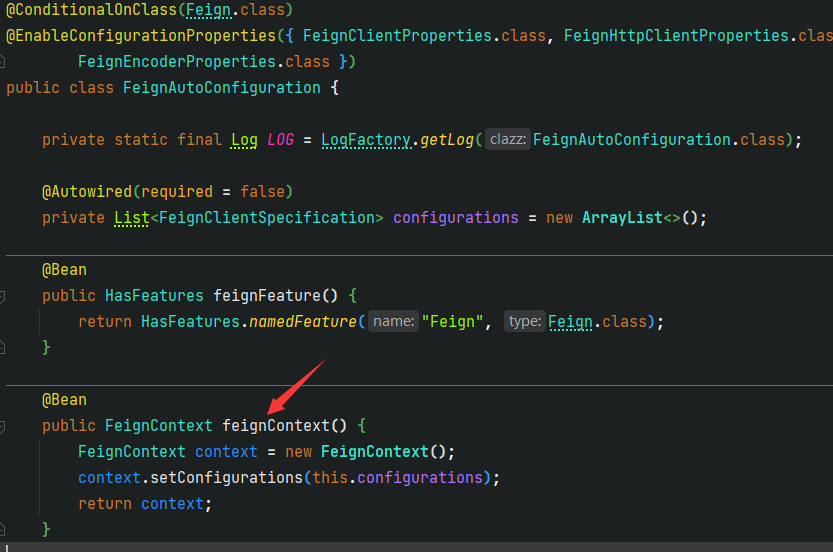 @ConditionalOnClass(Feign.class)
@EnableConfigurationProperties({ FeignClientProperties.class, FeignHttpClientProperties.clas
FeignEncoderProperties.class })
public class FeignAutoConfiguration {
private static final Log LOG = LogFactory.getLog( clazz: FeignAutoConfiguration.class);
@Autowired(required = false)
private List<FeignClientSpecification> configurations = new ArrayList<>();
@Bean
public HasFeatures feignFeature() {
return HasFeatures.namedFeature( name: "Feign", type: Feign.class);
}
@Bean
public FeignContext feignContext() {
FeignContext context = new FeignContext();
context.setConfigurations(this.configurations);
return context;
}